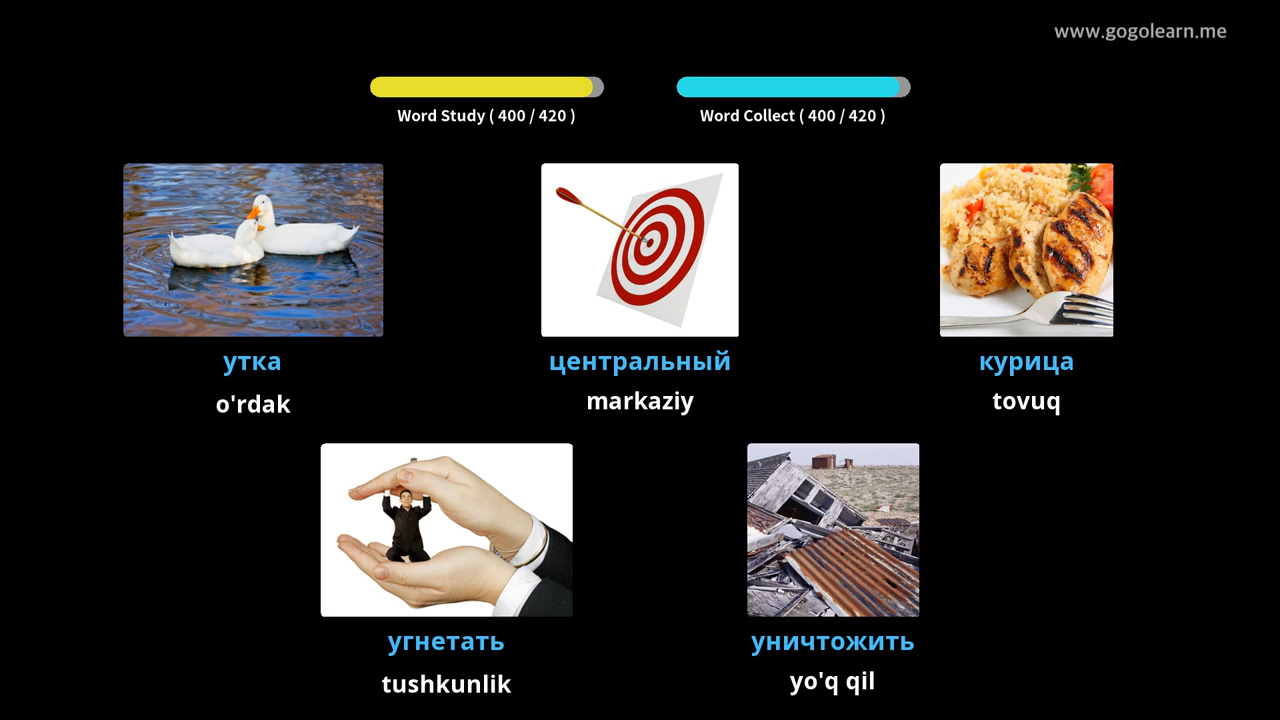 www.gogolearn.me
Word Study ( 400 / 420 )
Word Collect ( 400 / 420 )
утка
центральный
курица
o'rdak
markaziy
tovuq
угнетать
уничтожить
tushkunlik
yo'q qil